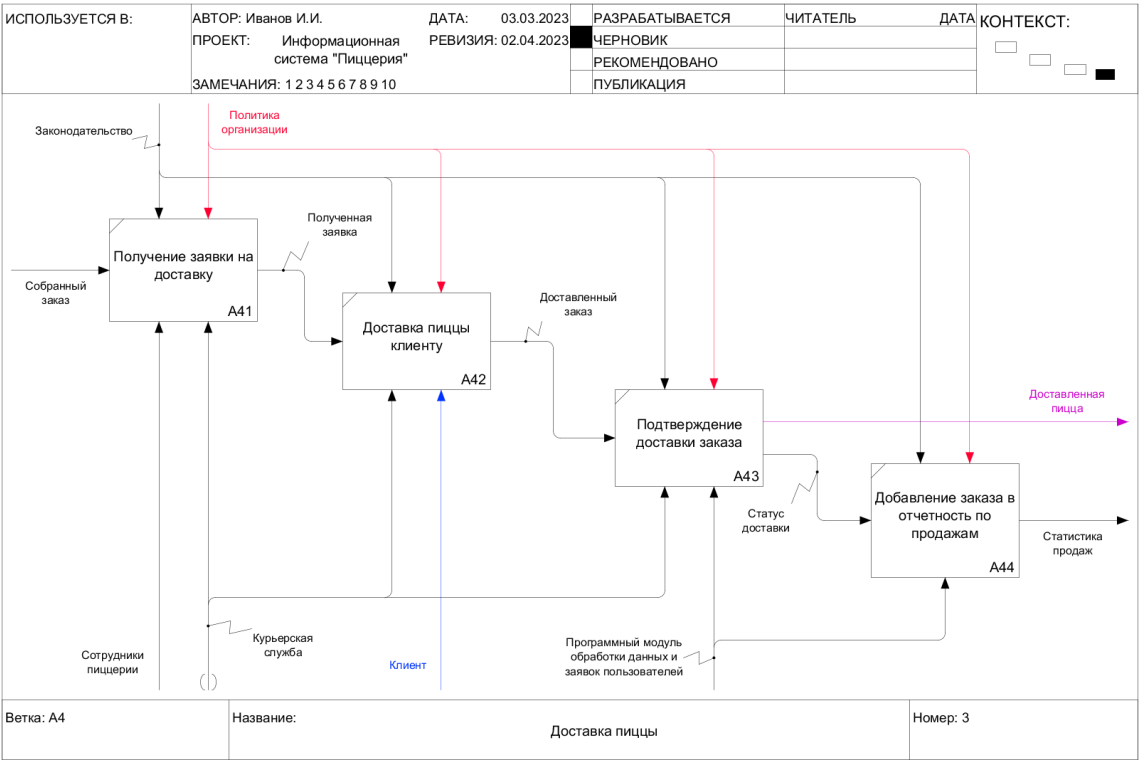 ИСПОЛЬЗУЕТСЯ В:
АВТОР: Иванов И.И.
ДАТА: 03.03.2023
ПРОЕКТ: Информационная
система "Пиццерия"
РЕВИЗИЯ: 02.04.2023
ЗАМЕЧАНИЯ: 1 2 3 4 5 6 7 8 9 10
РАЗРАБАТЫВАЕТСЯ
ЧЕРНОВИК
РЕКОМЕНДОВАНО
ПУБЛИКАЦИЯ
ЧИТАТЕЛЬ
ДАТА
КОНТЕКСТ:
Законодательство
Политика
организации
Собранный
заказ
Получение заявки на
доставку
A41
Полученная
заявка
Доставка пиццы
клиенту
A42
Доставленный
заказ
Подтверждение
доставки заказа
A43
Доставленная
пицца
Статус
доставки
Добавление заказа в
отчетность по
продажам
A44
Статистика
продаж
Сотрудники
пиццерии
Курьерская
служба
Клиент
Программный модуль
обработки данных и
заявок пользователей
Ветка: A4
Название:
Доставка пиццы
Номер: 3